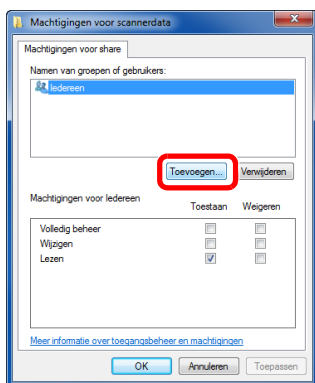 Machtigingen voor scannerdata
Machtigingen voor share
Namen van groepen of gebruikers:
Iedereen
Toevoegen... Verwijderen
Machtigingen voor Iedereen Toestaan Weigeren
Volledig beheer
Wijzigen
Lezen
Meer informatie over toegangsbeheer en machtigingen
OK Annuleren Toepassen